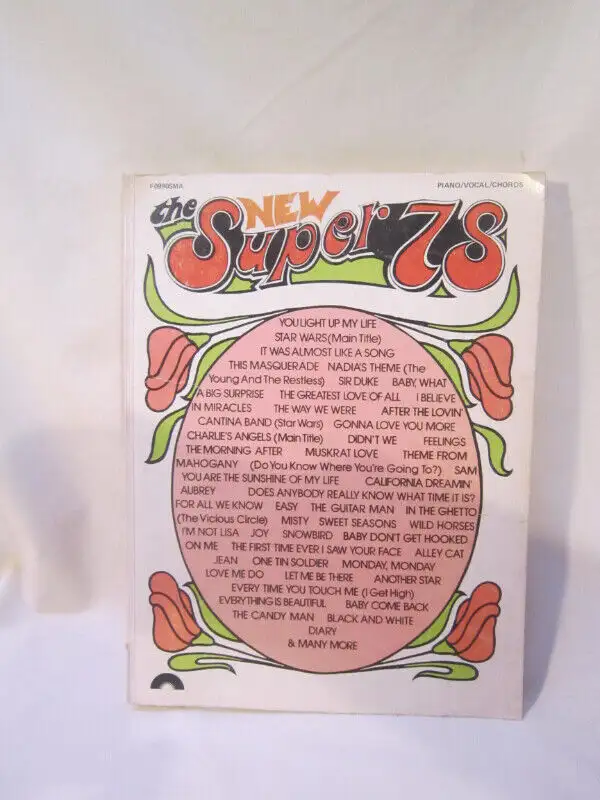 F0990SMA
PIANO/VOCAL/CHORDS
the NEW
Super 78
YOU LIGHT UP MY LIFE
STAR WARS (Main Title)
IT WAS ALMOST LIKE A SONG
THIS MASQUERADE NADIA'S THEME (The
Young And The Restless) SIR DUKE BABY, WHAT
A BIG SURPRISE THE GREATEST LOVE OF ALL I BELIEVE
IN MIRACLES THE WAY WE WERE AFTER THE LOVIN'
CANTINA BAND (Star Wars) GONNA LOVE YOU MORE
CHARLIE'S ANGELS (Main Title) DIDN'T WE FEELINGS
THE MORNING AFTER MUSKRAT LOVE THEME FROM
MAHOGANY (Do You Know Where You're Going To?) SAM
YOU ARE THE SUNSHINE OF MY LIFE CALIFORNIA DREAMIN'
AUBREY DOES ANYBODY REALLY KNOW WHAT TIME IT IS?
FOR ALL WE KNOW EASY THE GUITAR MAN IN THE GHETTO
(The Vicious Circle) MISTY SWEET SEASONS WILD HORSES
I'M NOT LISA JOY SNOWBIRD BABY DON'T GET HOOKED
ON ME THE FIRST TIME EVER I SAW YOUR FACE ALLEY CAT
JEAN ONE TIN SOLDIER MONDAY, MONDAY
LOVE ME DO LET ME BE THERE ANOTHER STAR
EVERY TIME YOU TOUCH ME (I Get High)
EVERYTHING IS BEAUTIFUL BABY COME BACK
THE CANDY MAN BLACK AND WHITE
DIARY
& MANY MORE